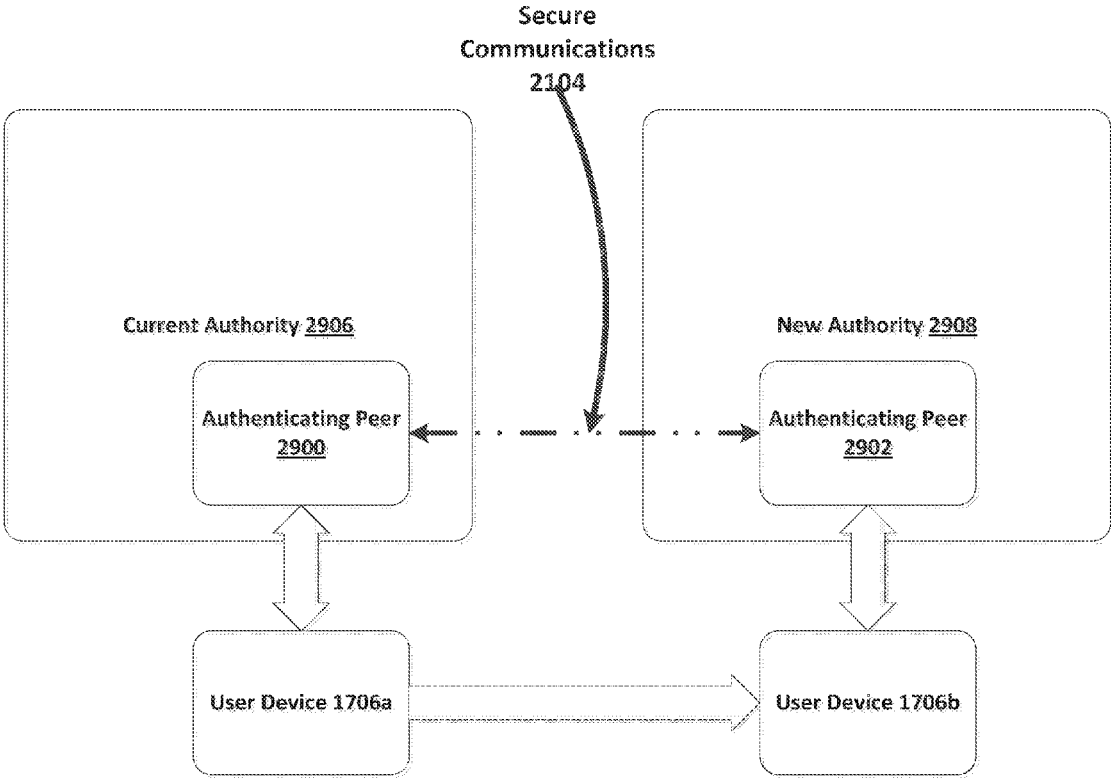 Secure
Communications
2104
Current Authority 2906
New Authority 2908
Authenticating Peer
2900
Authenticating Peer
2902
User Device 1706a
User Device 1706b